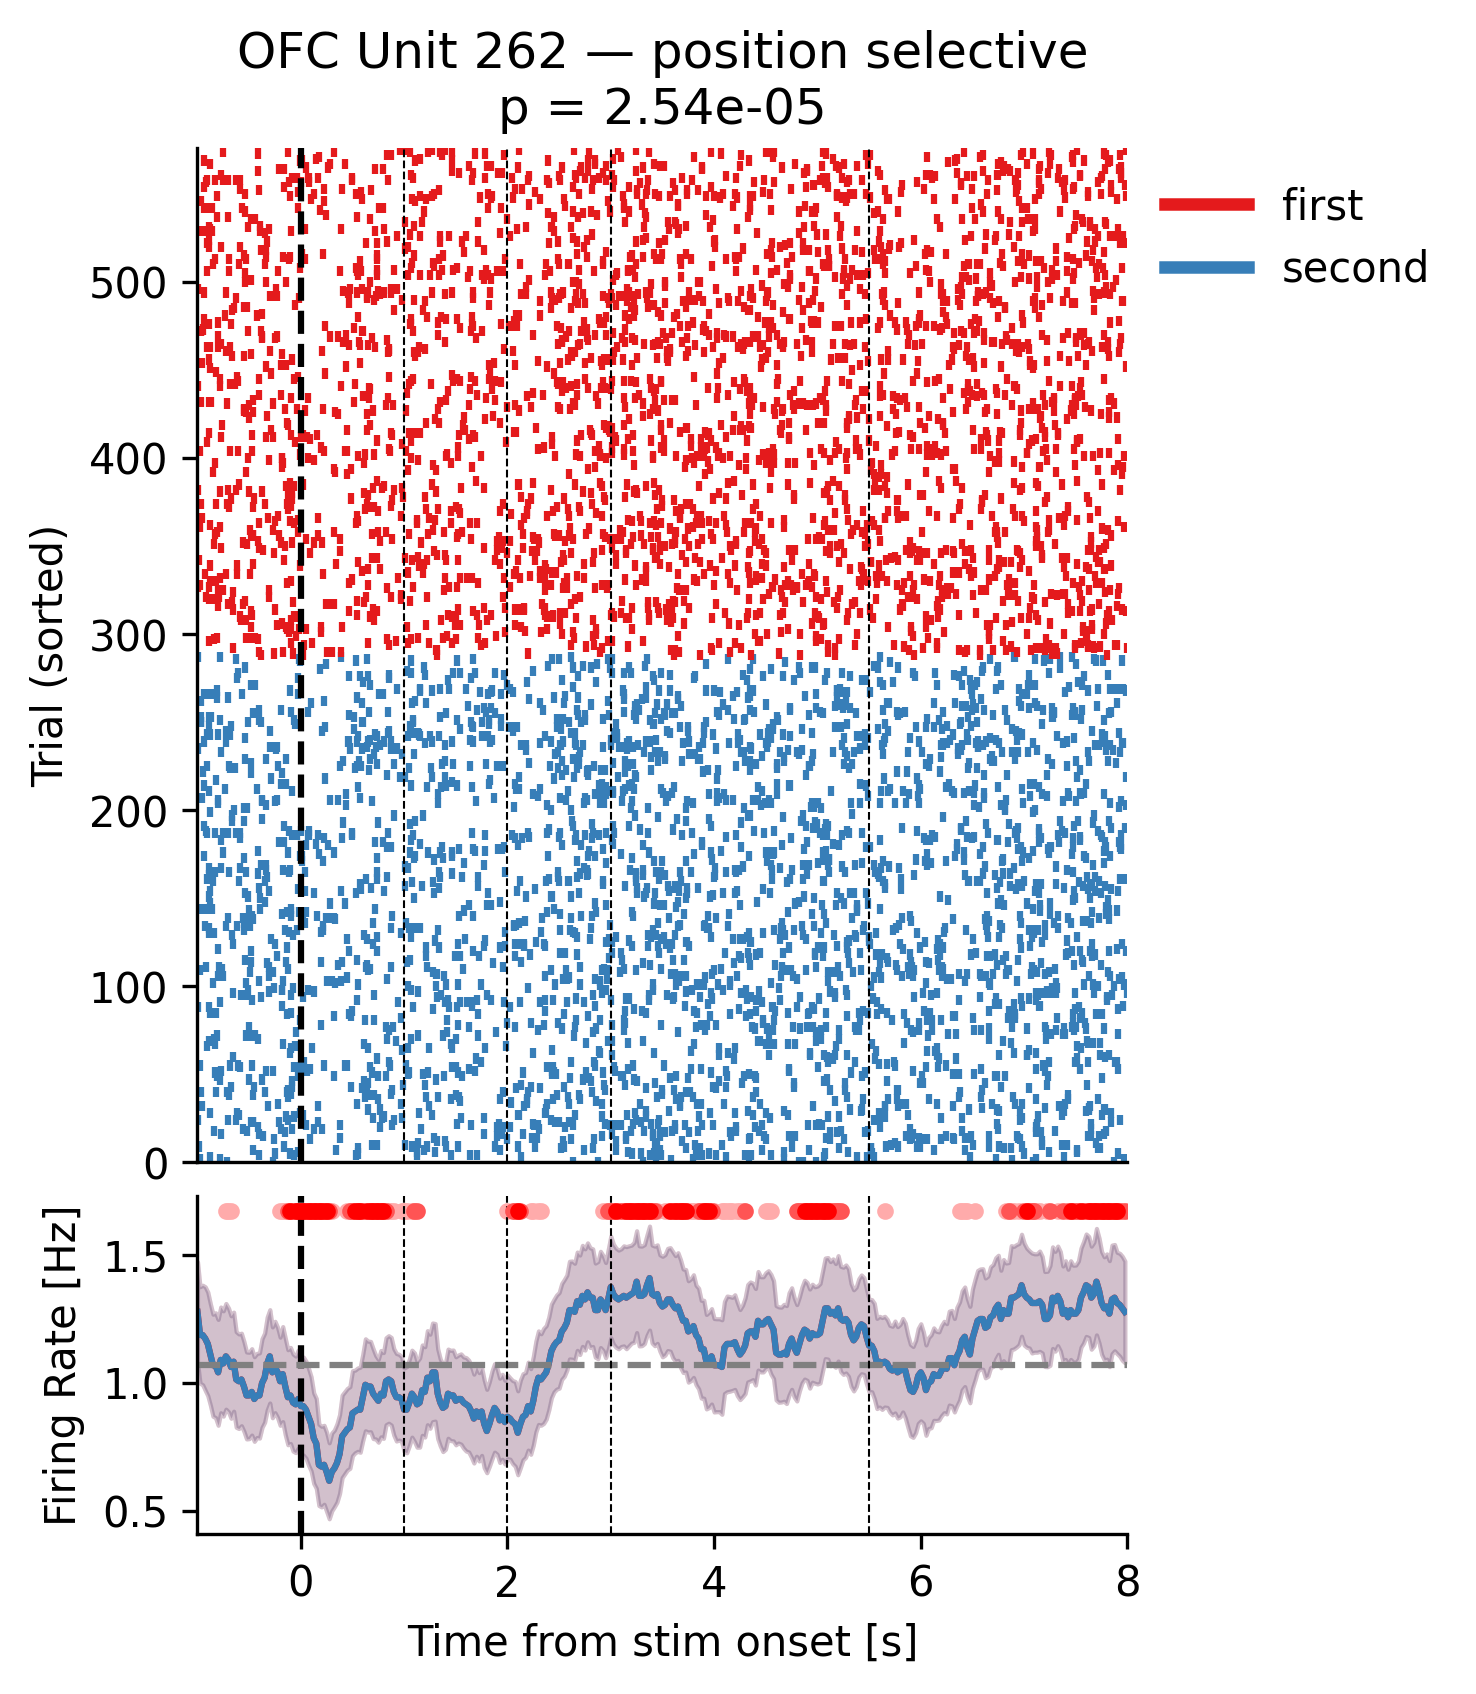 OFC Unit 262 — position selective
p = 2.54e-05
first
second
Trial (sorted)
500
400
300
200
100
0
Firing Rate [Hz]
1.5
1.0
0.5
0 2 4 6 8
Time from stim onset [s]